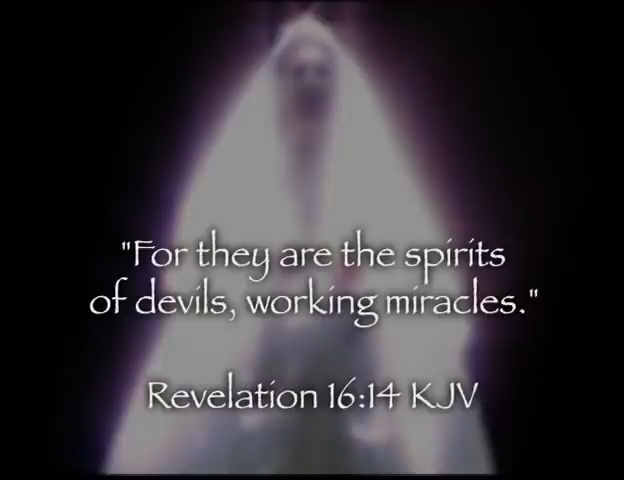 "For they are the spirits
of devils, working miracles."
Revelation 16:14 KJV